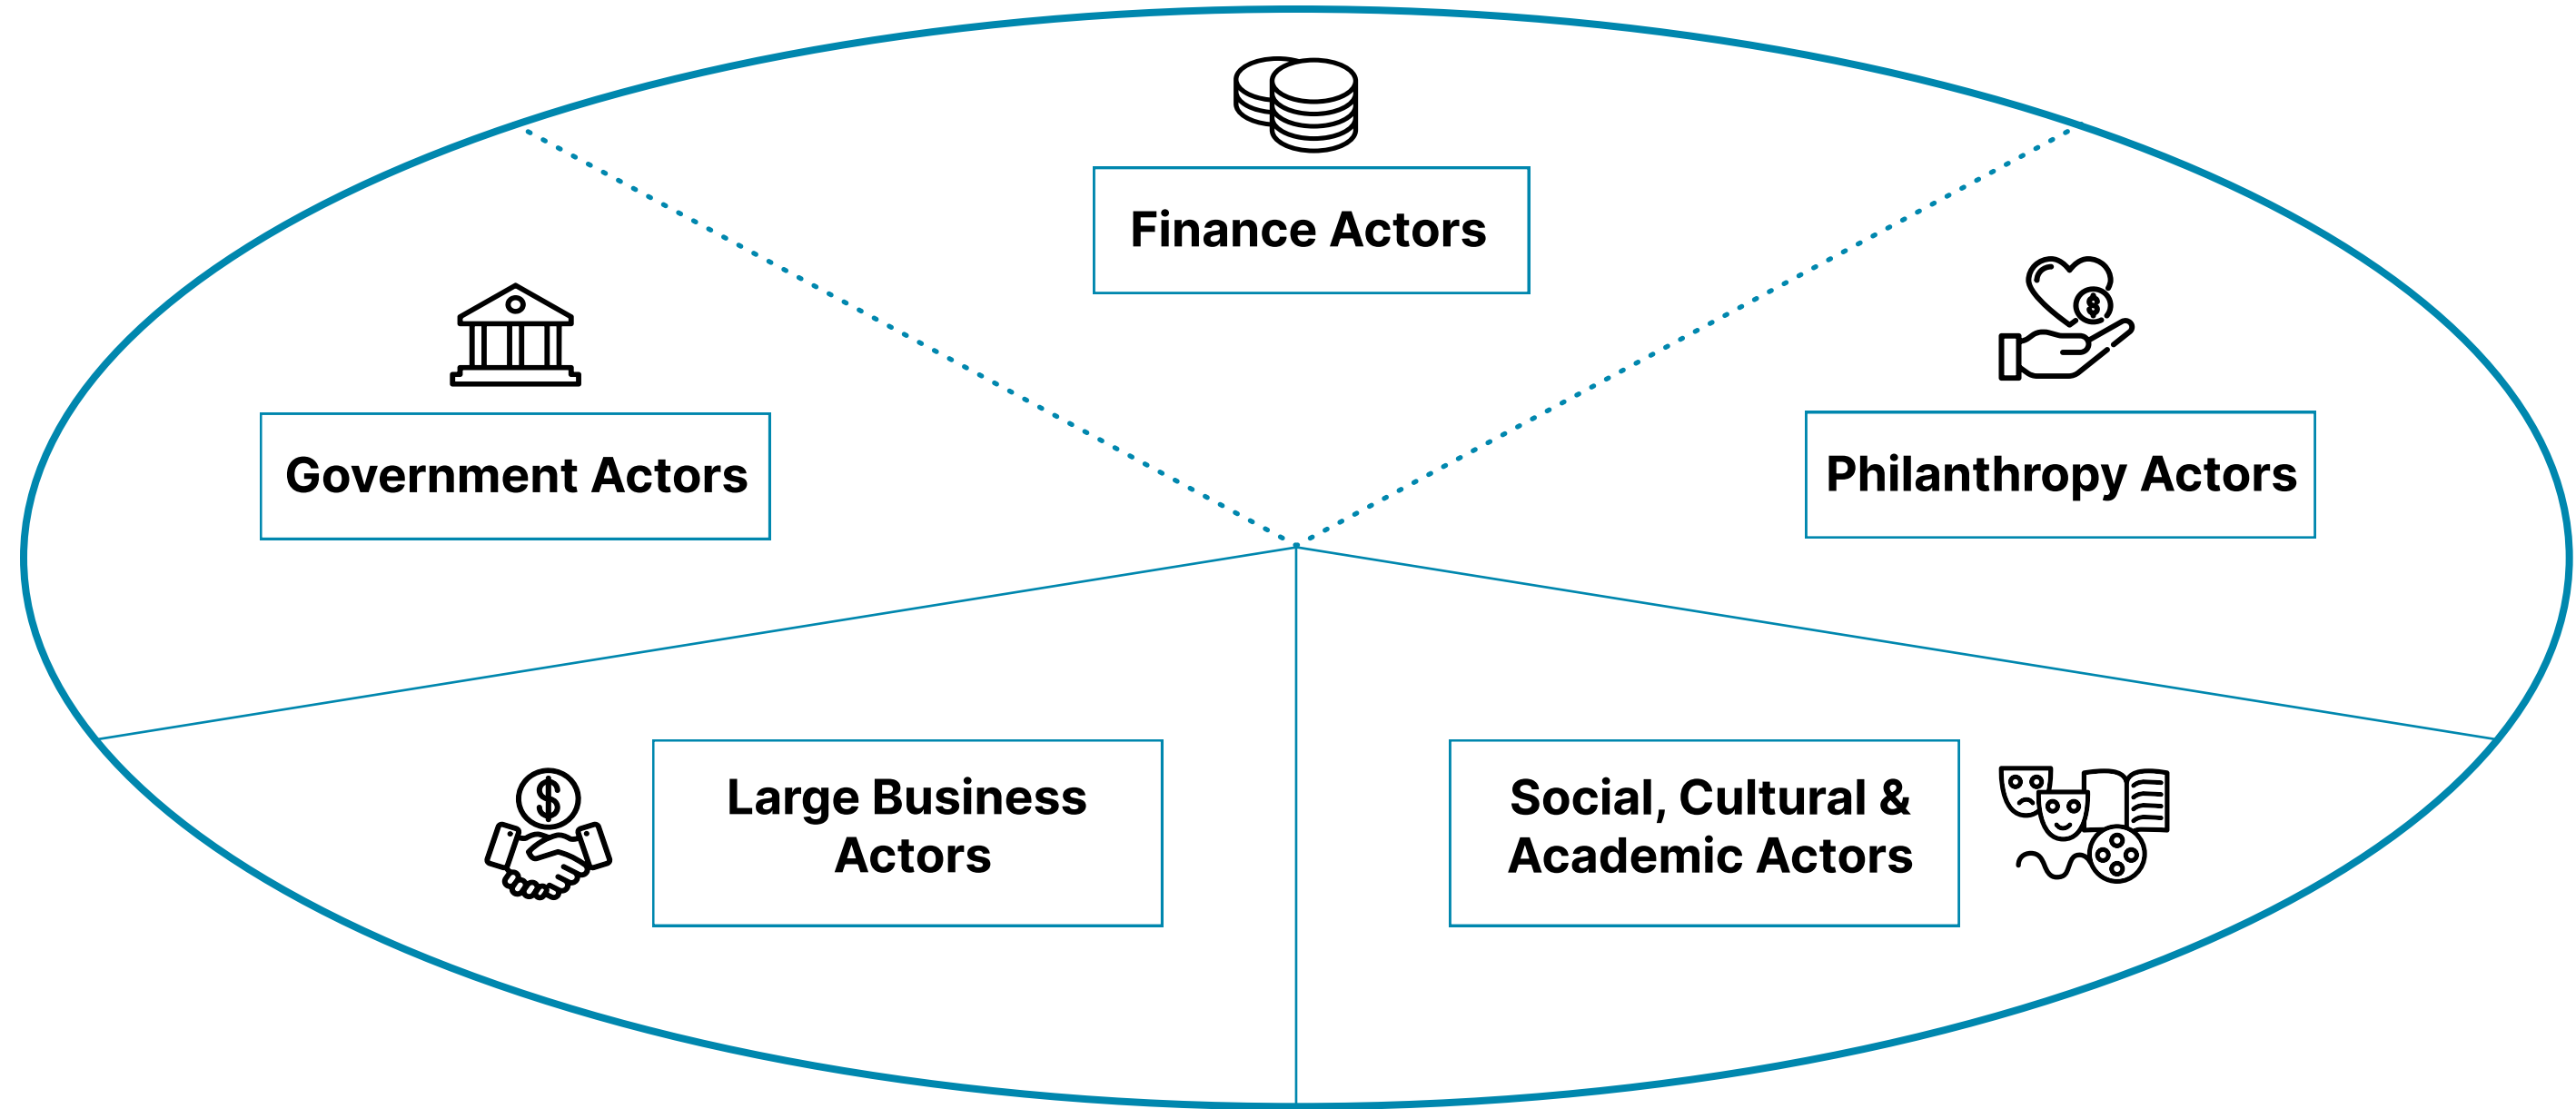 Finance Actors
Government Actors
Philanthropy Actors
$
$
Large Business
Actors
Social, Cultural &
Academic Actors